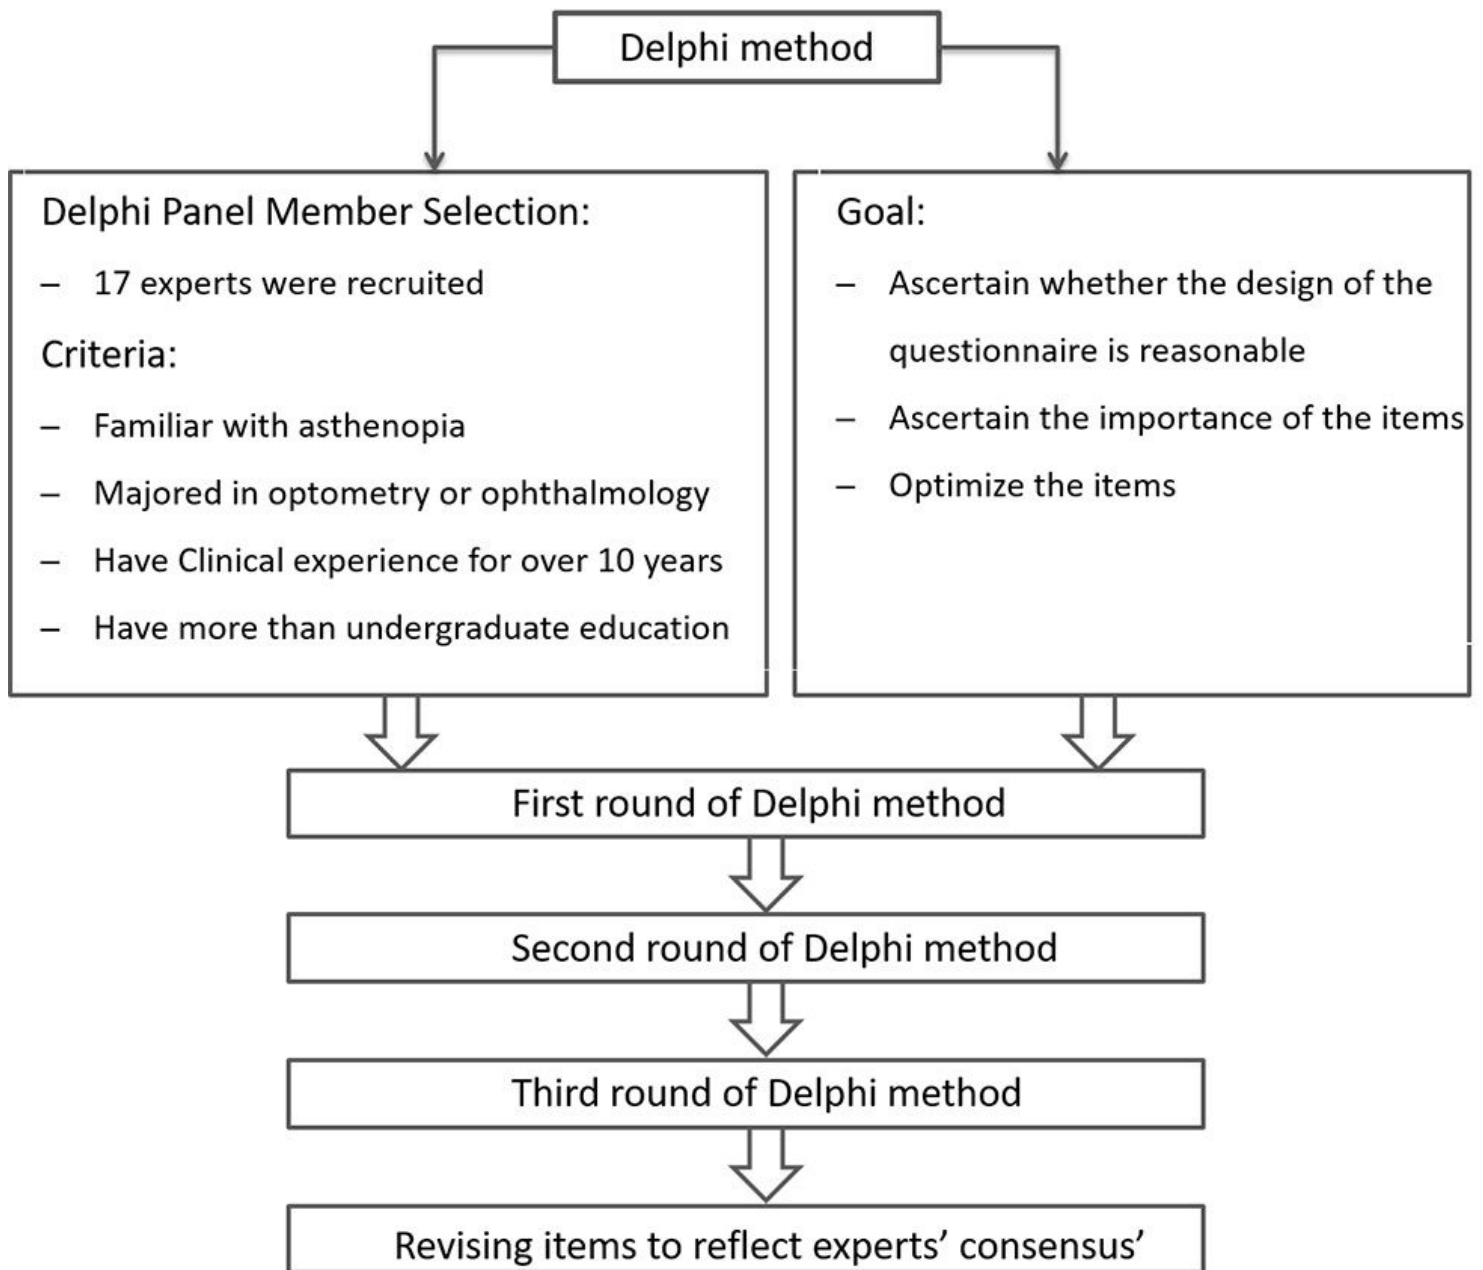 Delphi method
Delphi Panel Member Selection:
– 17 experts were recruited
Criteria:
– Familiar with asthenopia
– Majored in optometry or ophthalmology
– Have Clinical experience for over 10 years
– Have more than undergraduate education
Goal:
– Ascertain whether the design of the
questionnaire is reasonable
– Ascertain the importance of the items
– Optimize the items
First round of Delphi method
Second round of Delphi method
Third round of Delphi method
Revising items to reflect experts’ consensus’